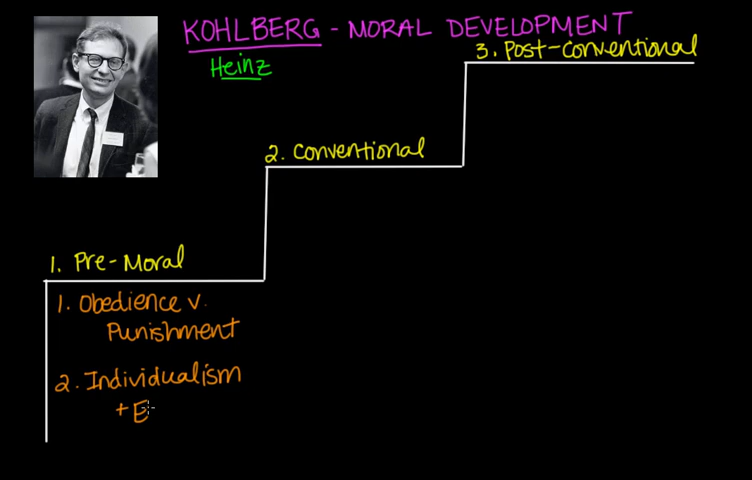 KOHLBERG - MORAL DEVELOPMENT
Heinz
3. Post-conventional
2. Conventional
1. Pre-Moral
1. Obedience v.
Punishment
2. Individualism
+ E